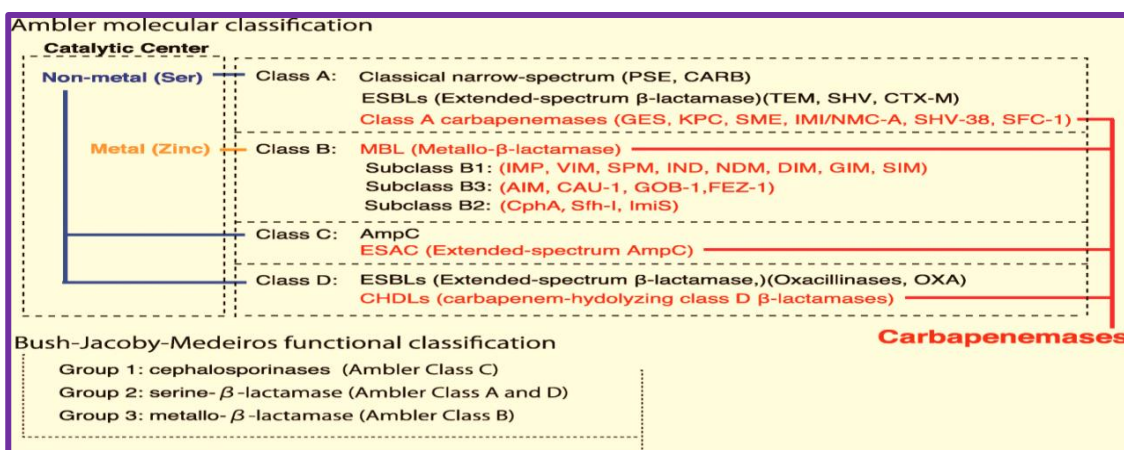 Ambler molecular classification
Catalytic Center
Non-metal (Ser)
Class A: Classical narrow-spectrum (PSE, CARB)
ESBLs (Extended-spectrum β-lactamase)(TEM, SHV, CTX-M)
Class A carbapenemases (GES, KPC, SME, IMI/NMC-A, SHV-38, SFC-1)
Metal (Zinc)
Class B: MBL (Metallo-β-lactamase)
Subclass B1: (IMP, VIM, SPM, IND, NDM, DIM, GIM, SIM)
Subclass B3: (AIM, CAU-1, GOB-1,FEZ-1)
Subclass B2: (CphA, Sfh-I, ImiS)
Class C: AmpC
ESAC (Extended-spectrum AmpC)
Class D: ESBLs (Extended-spectrum β-lactamase,)(Oxacillinases, OXA)
CHDLs (carbapenem-hydolyzing class D β-lactamases)
Carbapenemases
Bush-Jacoby-Medeiros functional classification
Group 1: cephalosporinases (Ambler Class C)
Group 2: serine-β-lactamase (Ambler Class A and D)
Group 3: metallo-β-lactamase (Ambler Class B)